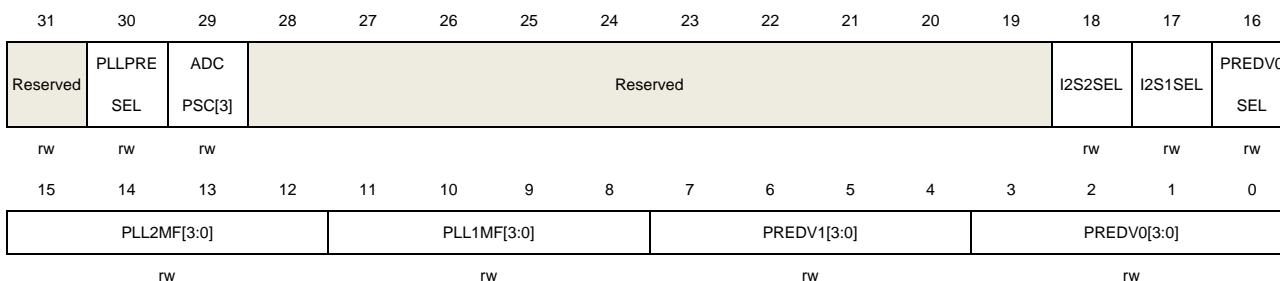 31 30 29 28 27 26 25 24 23 22 21 20 19 18 17 16
Reserved PLLPRE SEL ADC PSC[3] Reserved I2S2SEL I2S1SEL PREDV0 SEL
rw rw rw rw rw rw
15 14 13 12 11 10 9 8 7 6 5 4 3 2 1 0
PLL2MF[3:0] PLL1MF[3:0] PREDV1[3:0] PREDV0[3:0]
rw rw rw rw